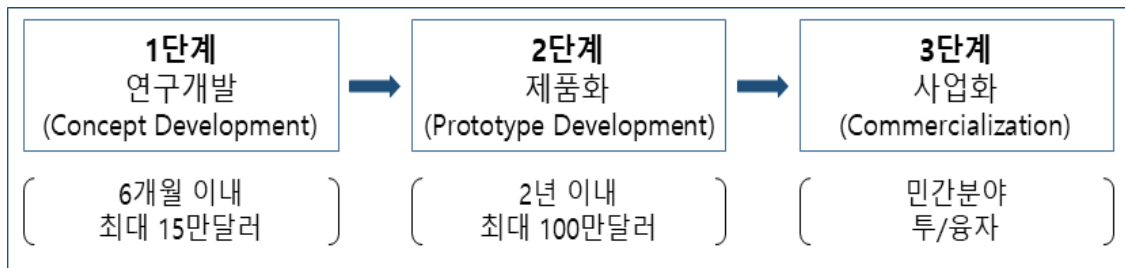 1단계
연구개발
(Concept Development)
6개월 이내
최대 15만달러
2단계
제품화
(Prototype Development)
2년 이내
최대 100만달러
3단계
사업화
(Commercialization)
민간분야
투/융자